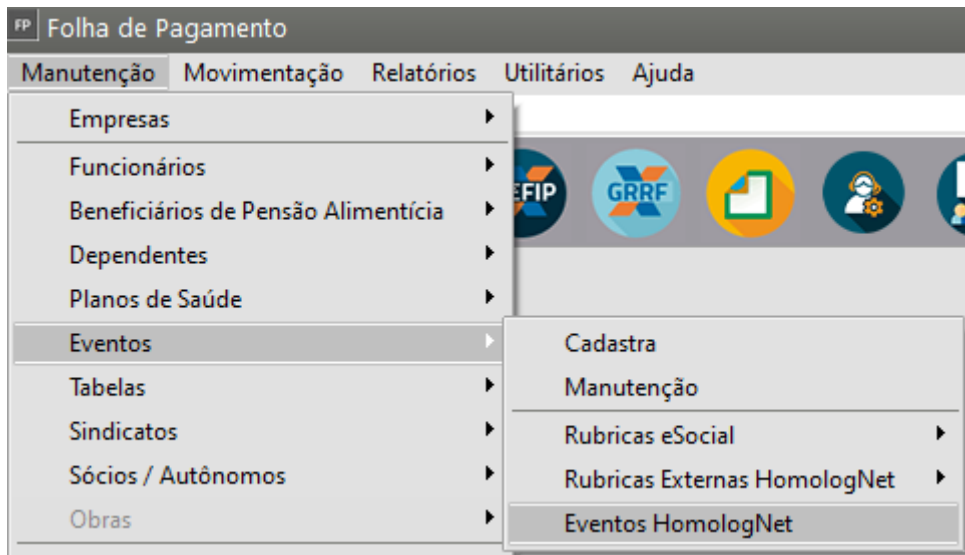 FP Folha de Pagamento
Manutenção Movimentação Relatórios Utilitários Ajuda
Empresas
Funcionários
Beneficiários de Pensão Alimentícia
Dependentes
Planos de Saúde
Eventos
Tabelas
Sindicatos
Sócios / Autônomos
Obras
EFIP GRRF
Cadastra
Manutenção
Rubricas eSocial
Rubricas Externas HomologNet
Eventos HomologNet